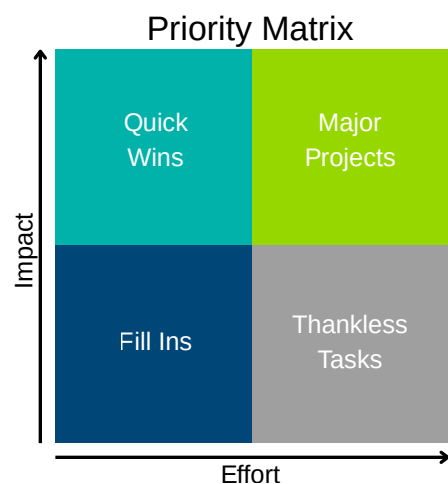 Priority Matrix
Quick
Wins
Major
Projects
Impact
Fill Ins
Thankless
Tasks
Effort